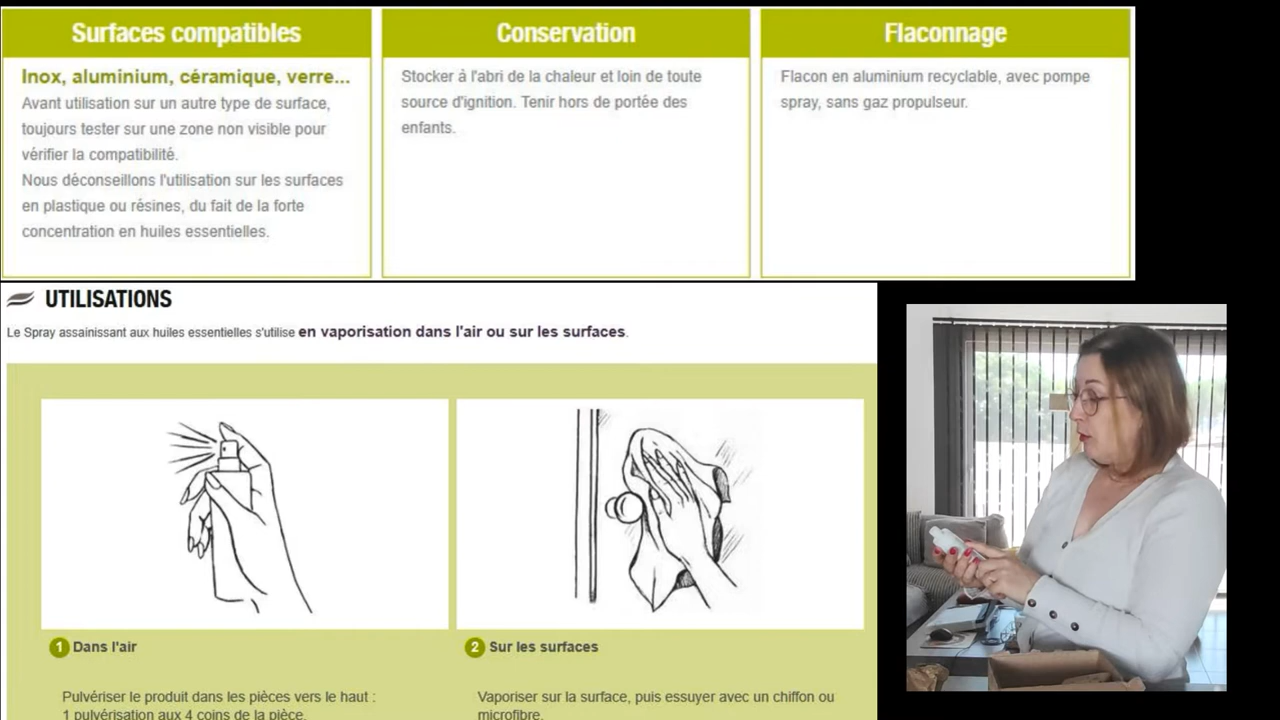 Surfaces compatibles
Inox, aluminium, céramique, verre...
Avant utilisation sur un autre type de surface,
toujours tester sur une zone non visible pour
vérifier la compatibilité.
Nous déconseillons l'utilisation sur les surfaces
en plastique ou résines, du fait de la forte
concentration en huiles essentielles.
Conservation
Stocker à l'abri de la chaleur et loin de toute
source d'ignition. Tenir hors de portée des
enfants.
Flaconnage
Flacon en aluminium recyclable, avec pompe
spray, sans gaz propulseur.
UTILISATIONS
Le Spray assainissant aux huiles essentielles s'utilise en vaporisation dans l'air ou sur les surfaces.
1 Dans l'air
Pulvériser le produit dans les pièces vers le haut :
1 pulvérisation aux 4 coins de la pièce.
2 Sur les surfaces
Vaporiser sur la surface, puis essuyer avec un chiffon ou
microfibre.